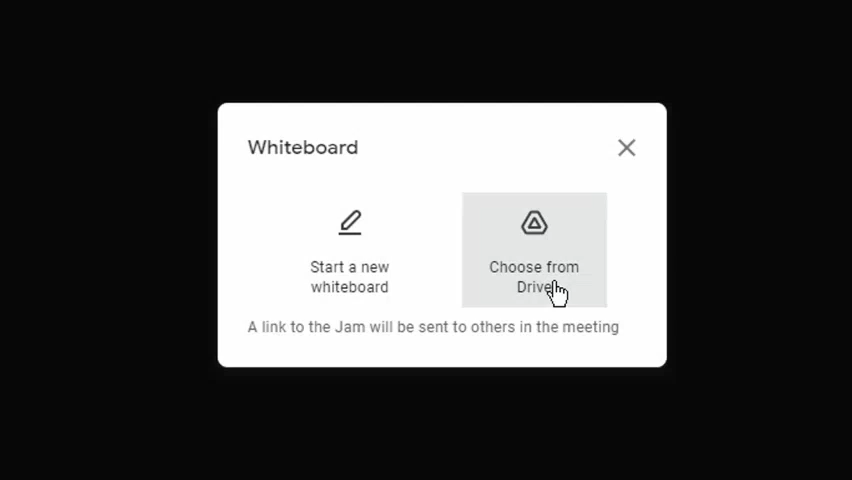 Whiteboard
Start a new
whiteboard
Choose from
Drive
A link to the Jam will be sent to others in the meeting